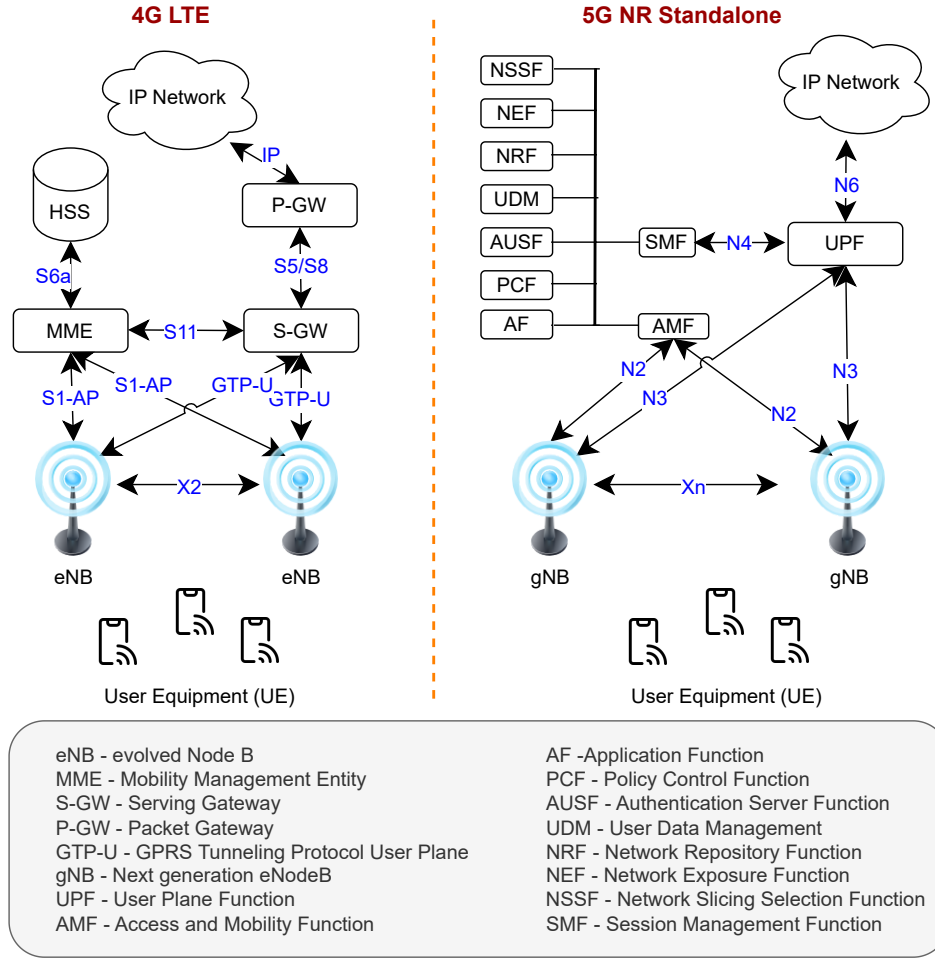 4G LTE
IP Network
IP
HSS
P-GW
S6a
S5/S8
MME
S11
S-GW
S1-AP
S1-AP
GTP-U
GTP-U
X2
eNB
eNB
User Equipment (UE)
5G NR Standalone
NSSF
NEF
NRF
UDM
AUSF
PCF
AF
SMF
AMF
IP Network
N6
N4
UPF
N2
N3
N2
N3
Xn
gNB
gNB
User Equipment (UE)
eNB - evolved Node B
MME - Mobility Management Entity
S-GW - Serving Gateway
P-GW - Packet Gateway
GTP-U - GPRS Tunneling Protocol User Plane
gNB - Next generation eNodeB
UPF - User Plane Function
AMF - Access and Mobility Function
AF -Application Function
PCF - Policy Control Function
AUSF - Authentication Server Function
UDM - User Data Management
NRF - Network Repository Function
NEF - Network Exposure Function
NSSF - Network Slicing Selection Function
SMF - Session Management Function